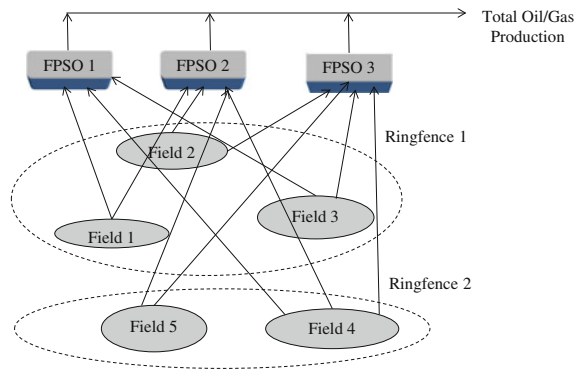 Total Oil/Gas
Production
FPSO 1
FPSO 2
FPSO 3
Ringfence 1
Field 2
Field 3
Field 1
Ringfence 2
Field 5
Field 4